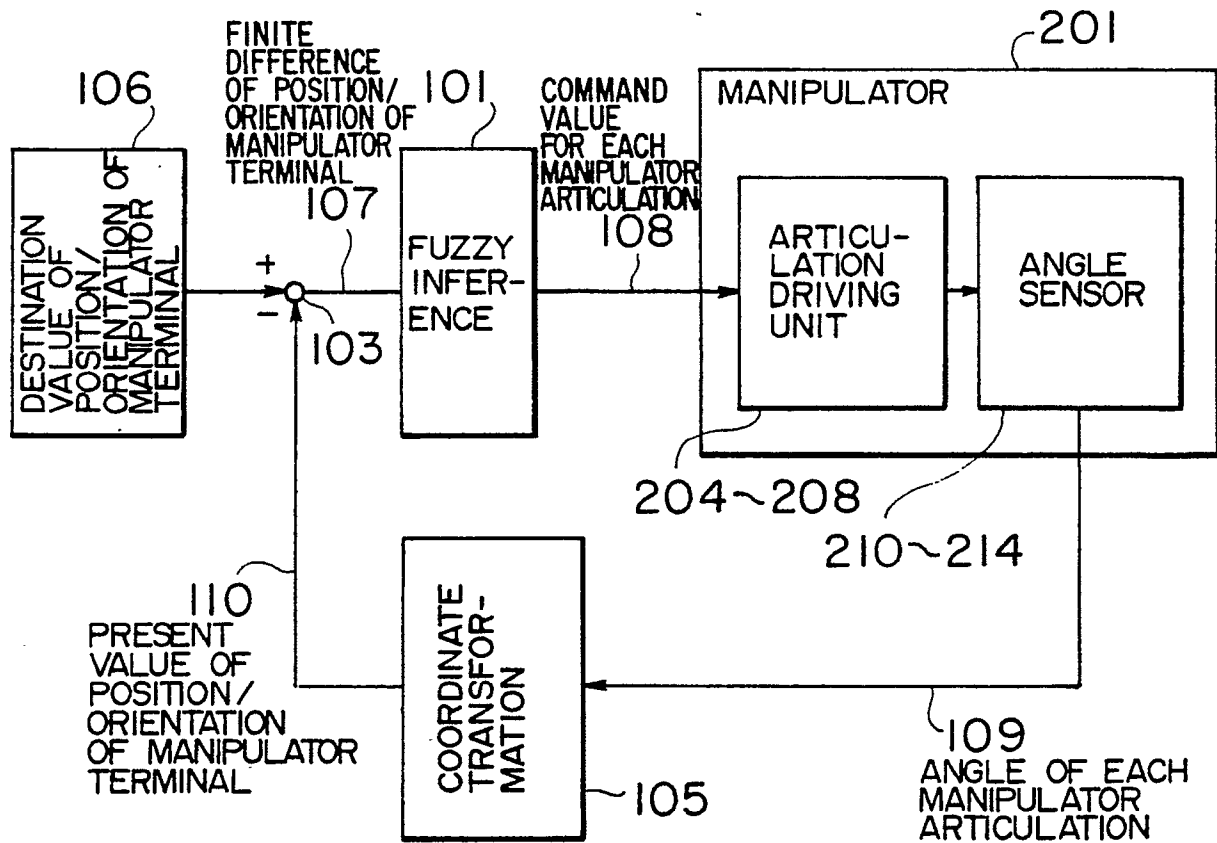 FINITE
DIFFERENCE
OF POSITION/
ORIENTATION OF
MANIPULATOR
TERMINAL
107
106
DESTINATION
VALUE OF
POSITION/
ORIENTATION OF
MANIPULATOR
TERMINAL
+
−
103
101
FUZZY
INFER-
ENCE
COMMAND
VALUE
FOR EACH
MANIPULATOR
ARTICULATION
108
201
MANIPULATOR
ARTICU-
LATION
DRIVING
UNIT
ANGLE
SENSOR
204~208
210~214
110
PRESENT
VALUE OF
POSITION/
ORIENTATION
OF MANIPULATOR
TERMINAL
COORDINATE
TRANSFOR-
MATION
105
109
ANGLE OF EACH
MANIPULATOR
ARTICULATION